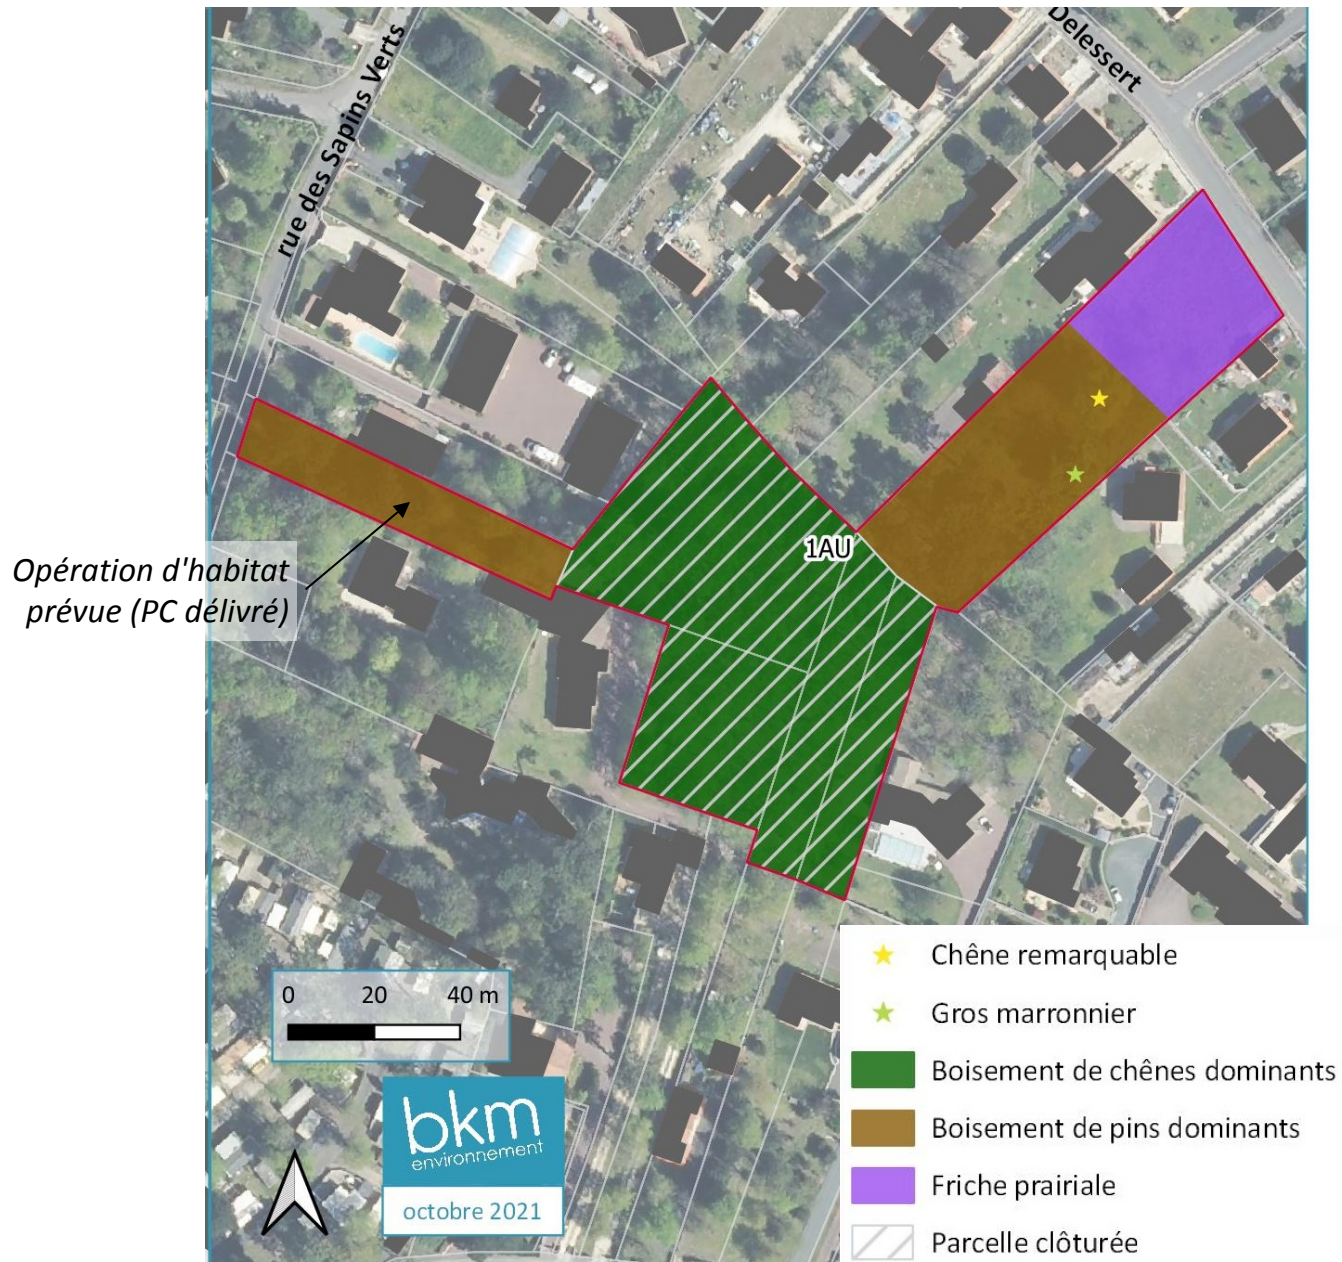 rue des Sapins Verts
Delessert
Opération d'habitat
prévue (PC délivré)
1AU
0 20 40 m
bkm
environnement
octobre 2021
Chêne remarquable
Gros marronnier
Boisement de chênes dominants
Boisement de pins dominants
Friche prairiale
Parcelle clôturée